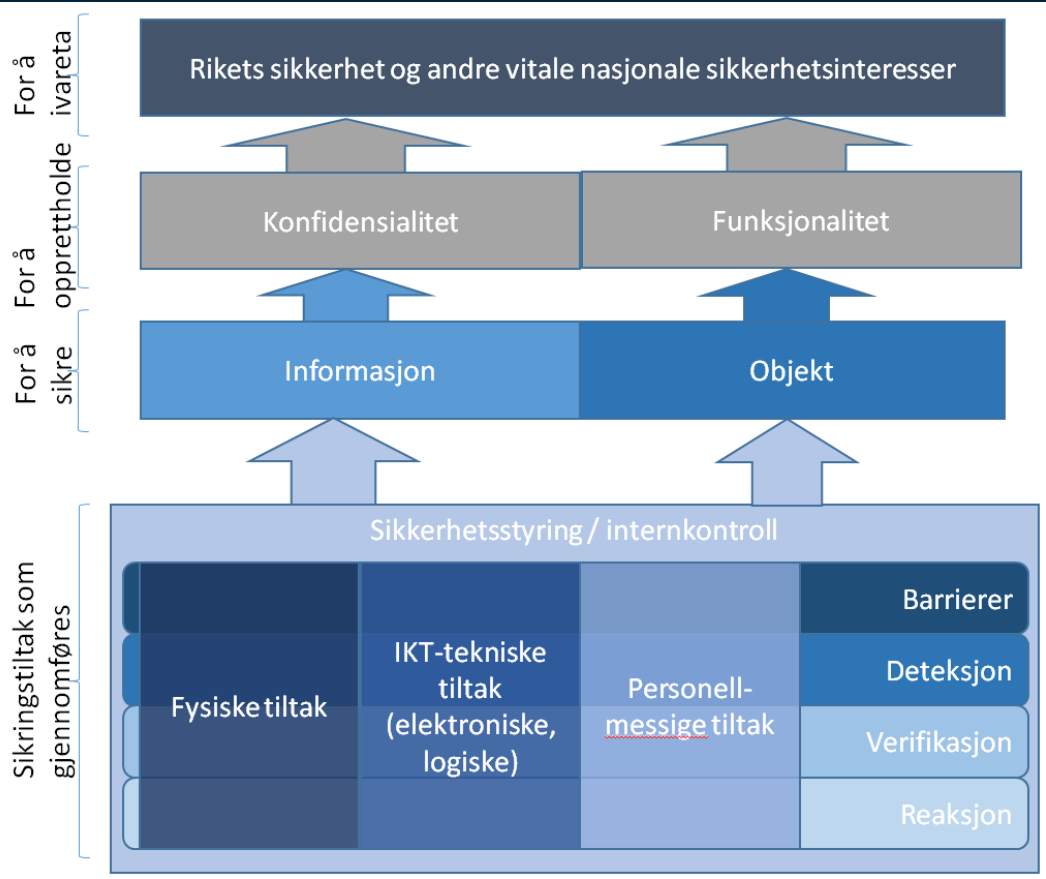 For å
ivareta
Rikets sikkerhet og andre vitale nasjonale sikkerhetsinteresser
For å
opprettholde
Konfidensialitet
Funksjonalitet
For å
sikre
Informasjon
Objekt
Sikringstiltak som
gjennomføres
Sikkerhetsstyring / internkontroll
Fysiske tiltak
IKT-tekniske
tiltak
(elektroniske,
logiske)
Personell-
messige tiltak
Barrierer
Deteksjon
Verifikasjon
Reaksjon